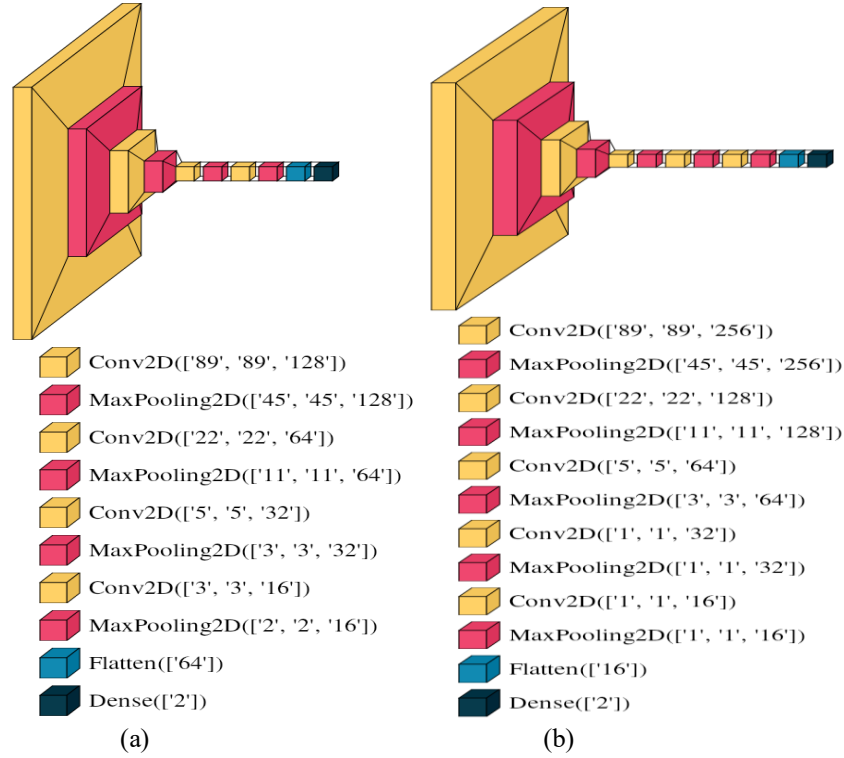 Conv2D(['89', '89', '128'])
MaxPooling2D(['45', '45', '128'])
Conv2D(['22', '22', '64'])
MaxPooling2D(['11', '11', '64'])
Conv2D(['5', '5', '32'])
MaxPooling2D(['3', '3', '32'])
Conv2D(['3', '3', '16'])
MaxPooling2D(['2', '2', '16'])
Flatten(['64'])
Dense(['2'])
(a)
Conv2D(['89', '89', '256'])
MaxPooling2D(['45', '45', '256'])
Conv2D(['22', '22', '128'])
MaxPooling2D(['11', '11', '128'])
Conv2D(['5', '5', '64'])
MaxPooling2D(['3', '3', '64'])
Conv2D(['1', '1', '32'])
MaxPooling2D(['1', '1', '32'])
Conv2D(['1', '1', '16'])
MaxPooling2D(['1', '1', '16'])
Flatten(['16'])
Dense(['2'])
(b)